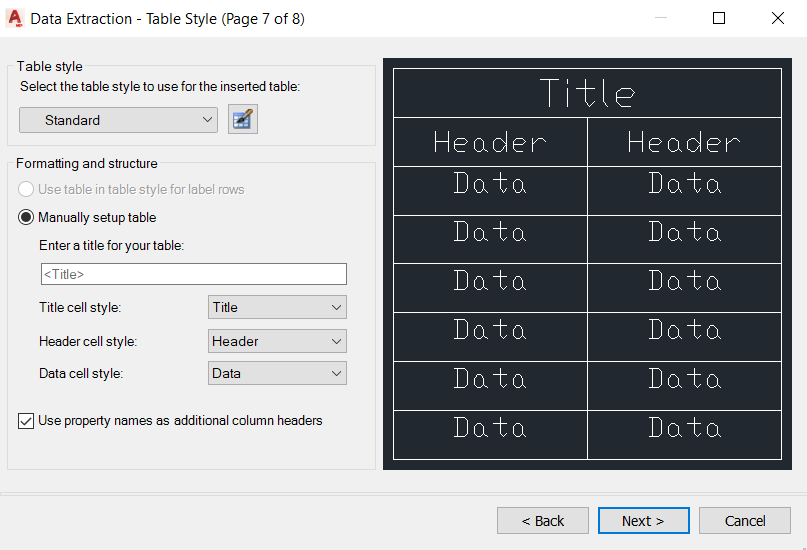 Data Extraction - Table Style (Page 7 of 8)
Table style
Select the table style to use for the inserted table:
Standard
Formatting and structure
Use table in table style for label rows
Manually setup table
Enter a title for your table:
<Title>
Title cell style: Title
Header cell style: Header
Data cell style: Data
Use property names as additional column headers
Title
Header Header
Data Data
Data Data
Data Data
Data Data
Data Data
Data Data
< Back Next > Cancel